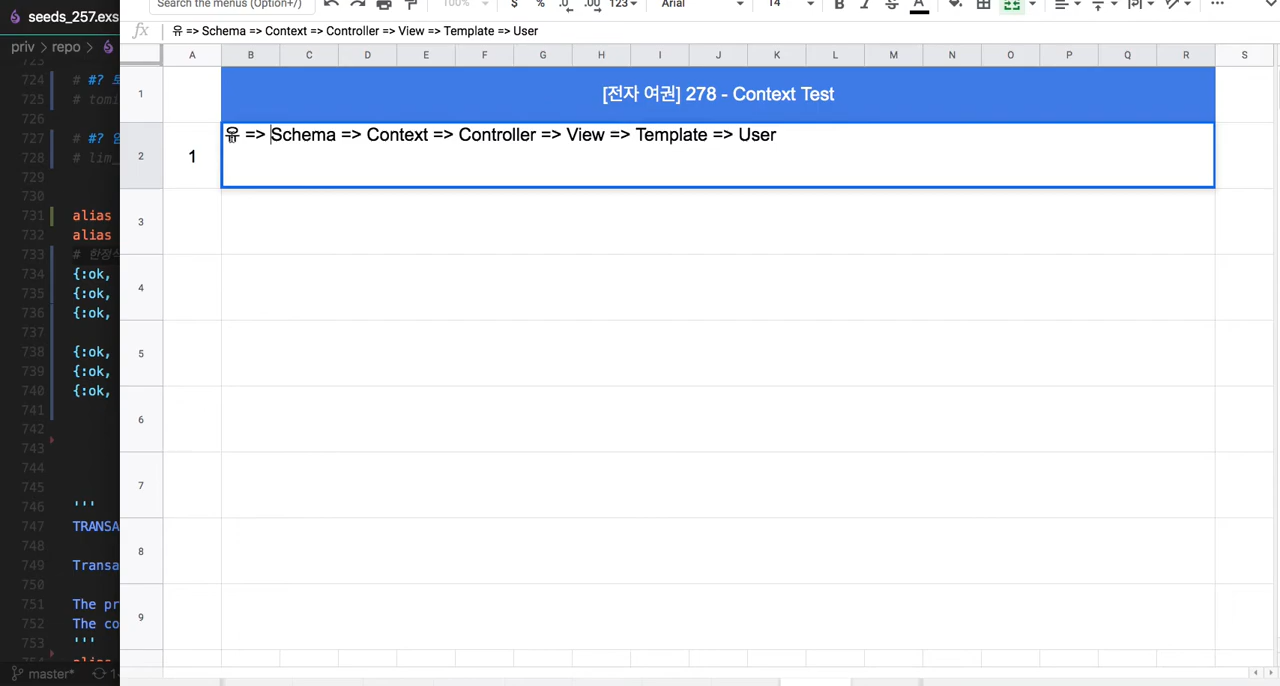 seeds_257.exs
Search the menus (Option+/)
100%
$ % .0 .00 123
Arial
14
B I S A
priv > repo >
fx 유 => Schema => Context => Controller => View => Template => User
A B C D E F G H I J K L M N O P Q R S
1 [전자 여권] 278 - Context Test
2 1 유 => Schema => Context => Controller => View => Template => User
3
4
5
6
7
8
9
723
724 # #?
725 # tomi
726
727 # #?
728 # lim_
729
730
731 alias
732 alias
733 #
734 {:ok,
735 {:ok,
736 {:ok,
737
738 {:ok,
739 {:ok,
740 {:ok,
741
742
743
744
745
746 '''
747 TRANSA
748
749 Transa
750
751 The pr
752 The co
753 '''
754 alias
master*